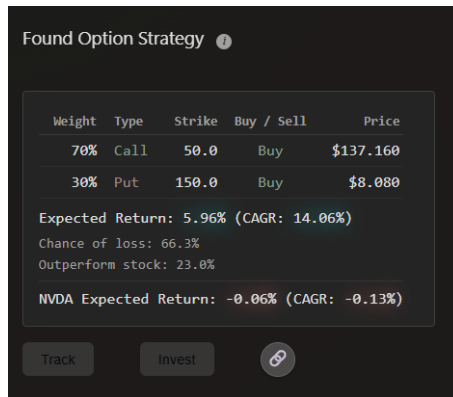 Found Option Strategy i
Weight Type Strike Buy / Sell Price
70% Call 50.0 Buy $137.160
30% Put 150.0 Buy $8.080
Expected Return: 5.96% (CAGR: 14.06%)
Chance of loss: 66.3%
Outperform stock: 23.0%
NVDA Expected Return: -0.06% (CAGR: -0.13%)
Track Invest